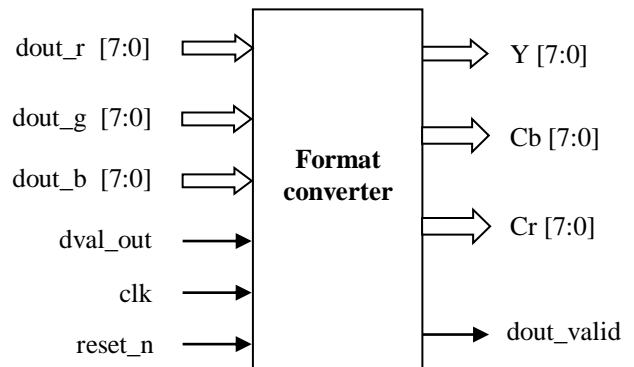 dout_r [7:0]
dout_g [7:0]
dout_b [7:0]
dval_out
clk
reset_n
Format
converter
Y [7:0]
Cb [7:0]
Cr [7:0]
dout_valid